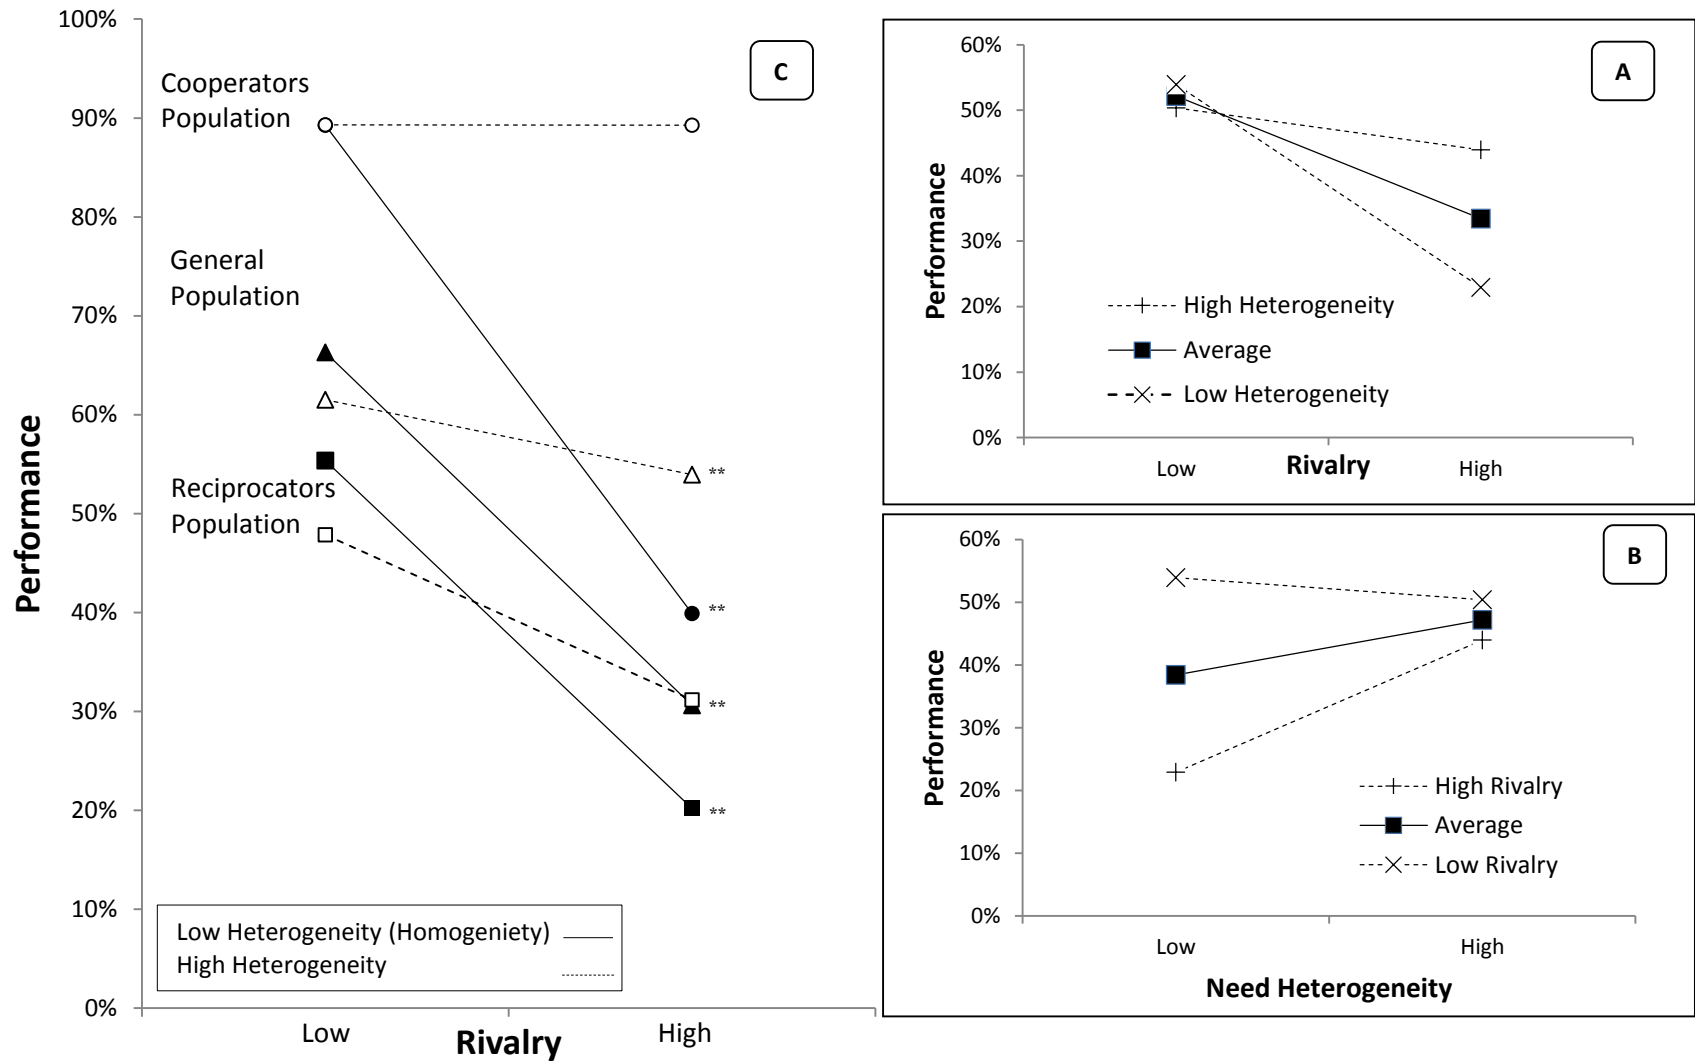 100%
90%
80%
70%
60%
50%
40%
30%
20%
10%
0%
Performance
C
Cooperators
Population
General
Population
Reciprocators
Population
**
**
**
**
Low Heterogeneity (Homogeniety)
High Heterogeneity
Low
Rivalry
High
A
60%
50%
40%
30%
20%
10%
0%
Performance
High Heterogeneity
Average
Low Heterogeneity
Low
Rivalry
High
B
60%
50%
40%
30%
20%
10%
0%
Performance
High Rivalry
Average
Low Rivalry
Low
High
Need Heterogeneity